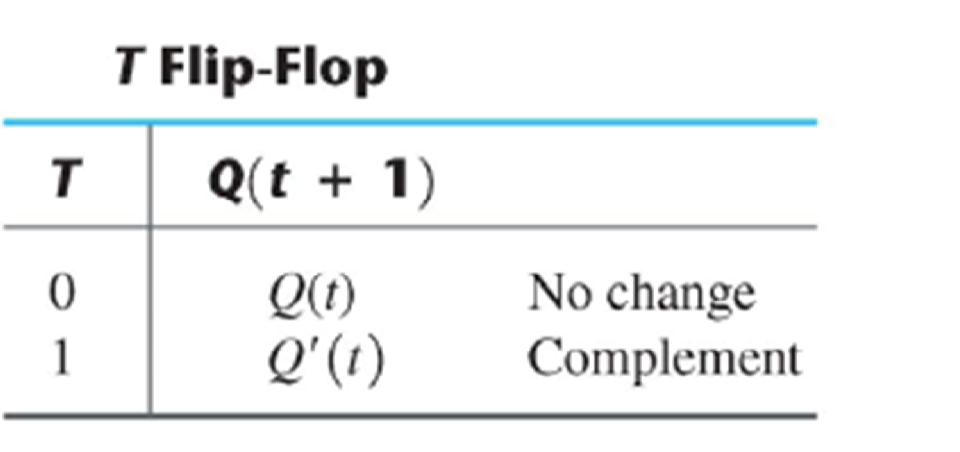 T Flip-Flop
T Q(t + 1)
0 Q(t) No change
1 Q′(t) Complement